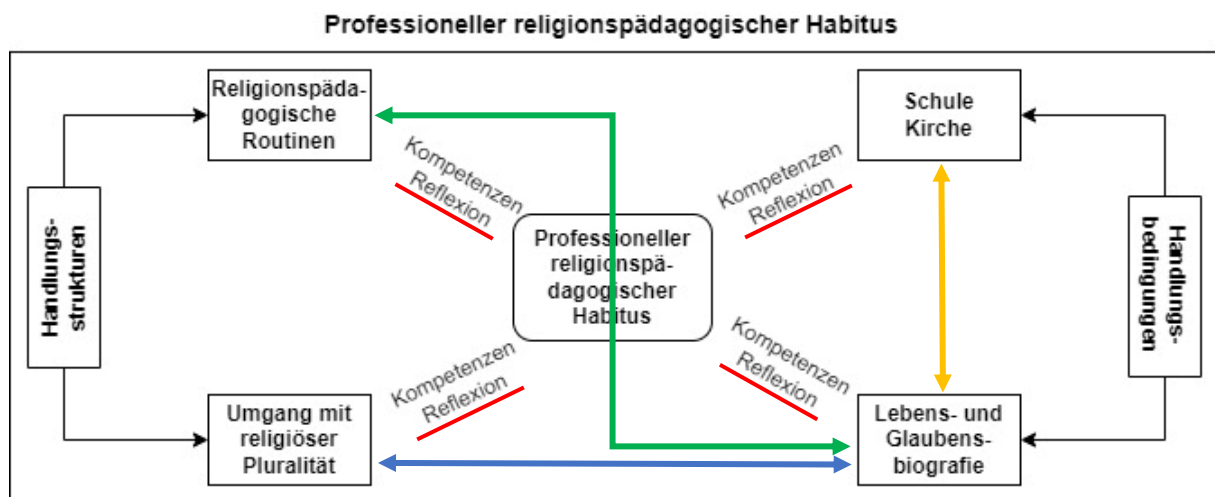 Professioneller religionspädagogischer Habitus
Religionspäda-
gogische
Routinen
Schule
Kirche
Kompetenzen
Reflexion
Kompetenzen
Reflexion
Handlungs-
strukturen
Professioneller
religionspä-
dagogischer
Habitus
Handlungs-
bedingungen
Kompetenzen
Reflexion
Kompetenzen
Reflexion
Umgang mit
religiöser
Pluralität
Lebens- und
Glaubens-
biografie